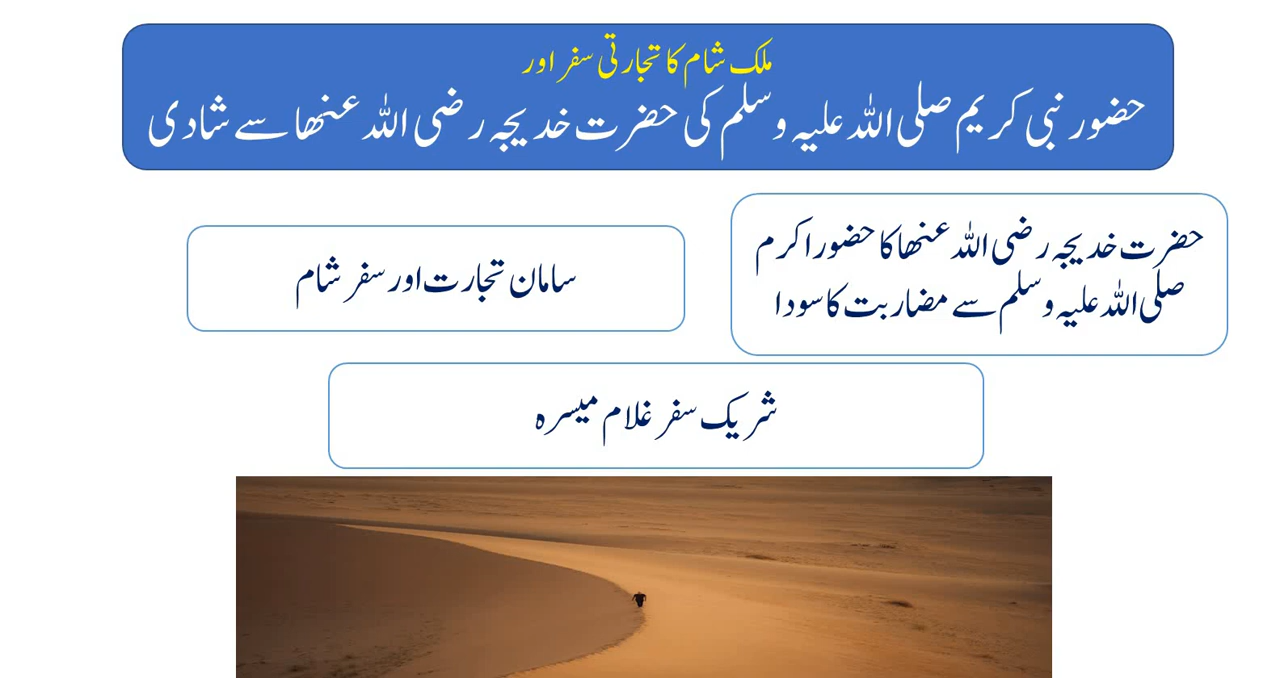 ملک شام کا تجارتی سفر اور
حضور نبی کریم صلی اللہ علیہ وسلم کی حضرت خدیجہ رضی اللہ عنھا سے شادی
حضرت خدیجہ رضی اللہ عنھا کا حضور اکرم
صلی اللہ علیہ وسلم سے مضاربت کا سودا
سامان تجارت اور سفر شام
شریک سفر غلام میسرہ